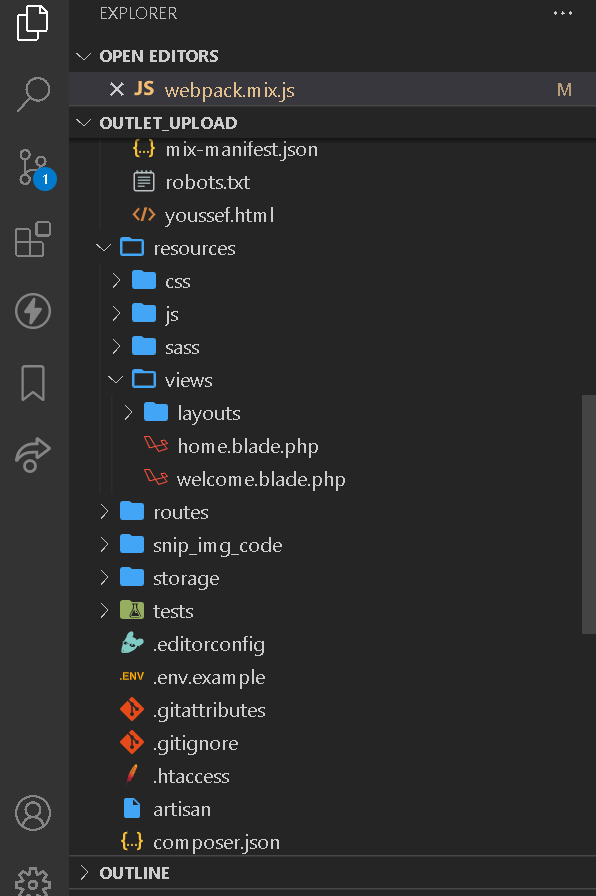 EXPLORER
OPEN EDITORS
JS webpack.mix.js M
OUTLET_UPLOAD
{..} mix-manifest.json
robots.txt
1
</> youssef.html
resources
css
js
sass
views
layouts
home.blade.php
welcome.blade.php
routes
snip_img_code
storage
tests
.editorconfig
.ENV .env.example
.gitattributes
.gitignore
.htaccess
artisan
{..} composer.json
OUTLINE